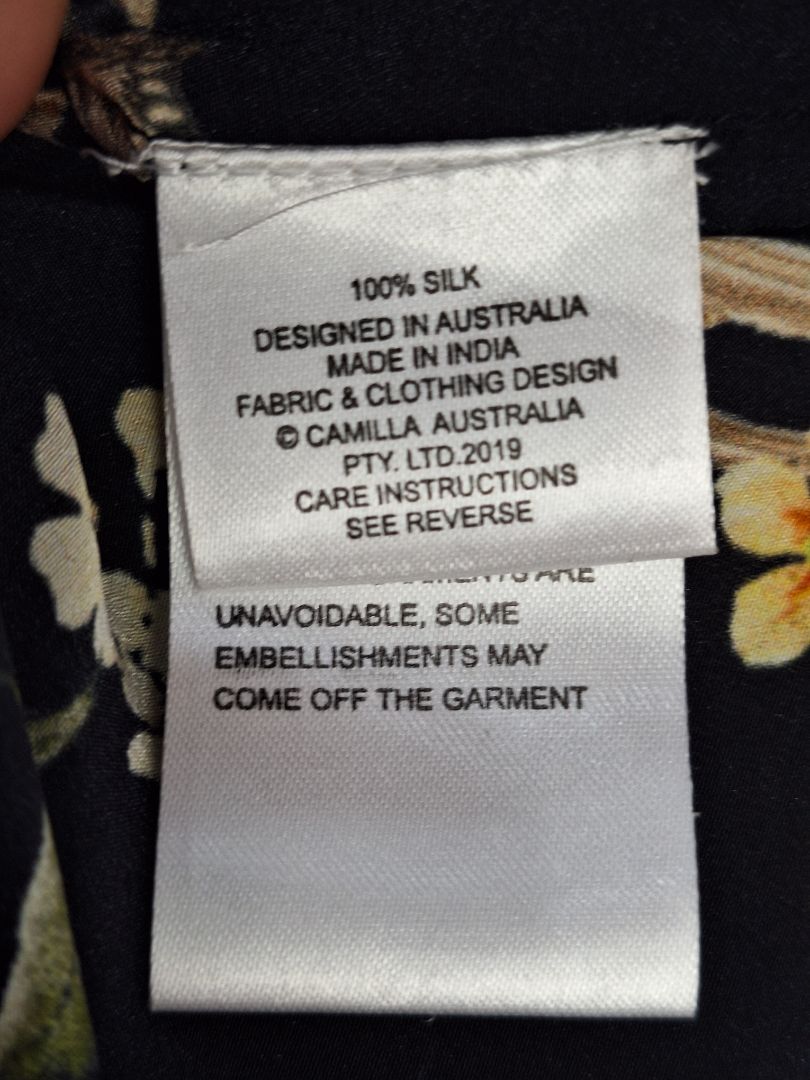 100% SILK
DESIGNED IN AUSTRALIA
MADE IN INDIA
FABRIC & CLOTHING DESIGN
© CAMILLA AUSTRALIA
PTY. LTD.2019
CARE INSTRUCTIONS
SEE REVERSE
ARE
UNAVOIDABLE, SOME
EMBELLISHMENTS MAY
COME OFF THE GARMENT